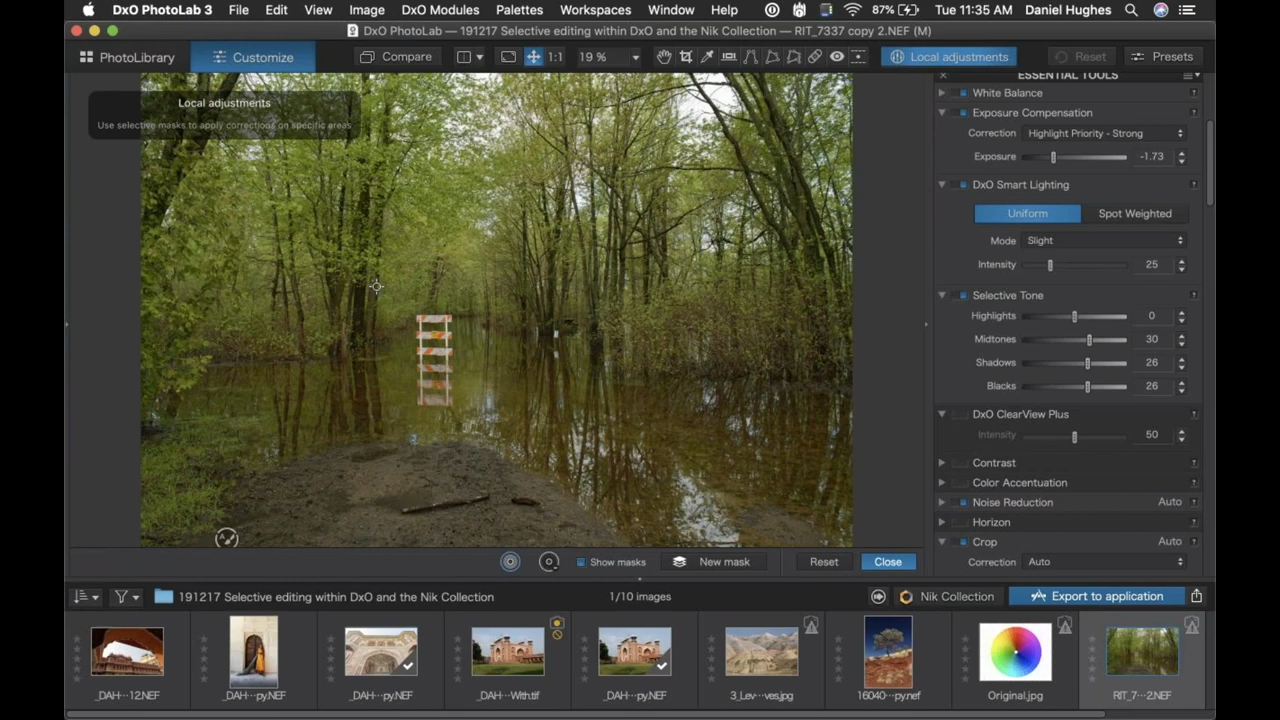 DxO PhotoLab 3 File Edit View Image DxO Modules Palettes Workspaces Window Help 87% Tue 11:35 AM Daniel Hughes
DxO PhotoLab — 191217 Selective editing within DxO and the Nik Collection — RIT_7337 copy 2.NEF (M)
PhotoLibrary Customize Compare 1:1 19 % Local adjustments Reset Presets
Local adjustments
Use selective masks to apply corrections on specific areas
ESSENTIAL TOOLS
White Balance ?
Exposure Compensation ?
Correction Highlight Priority - Strong
Exposure -1.73
DxO Smart Lighting ?
Uniform Spot Weighted
Mode Slight
Intensity 25
Selective Tone ?
Highlights 0
Midtones 30
Shadows 26
Blacks 26
DxO ClearView Plus ?
Intensity 50
Contrast ?
Color Accentuation ?
Noise Reduction Auto ?
Horizon ?
Crop Auto ?
Correction Auto
Show masks New mask Reset Close
191217 Selective editing within DxO and the Nik Collection 1/10 images Nik Collection Export to application
_DAH···12.NEF _DAH···py.NEF _DAH···py.NEF _DAH···With.tif _DAH···py.NEF 3_Lev···ves.jpg 16040···py.nef Original.jpg RIT_7···2.NEF